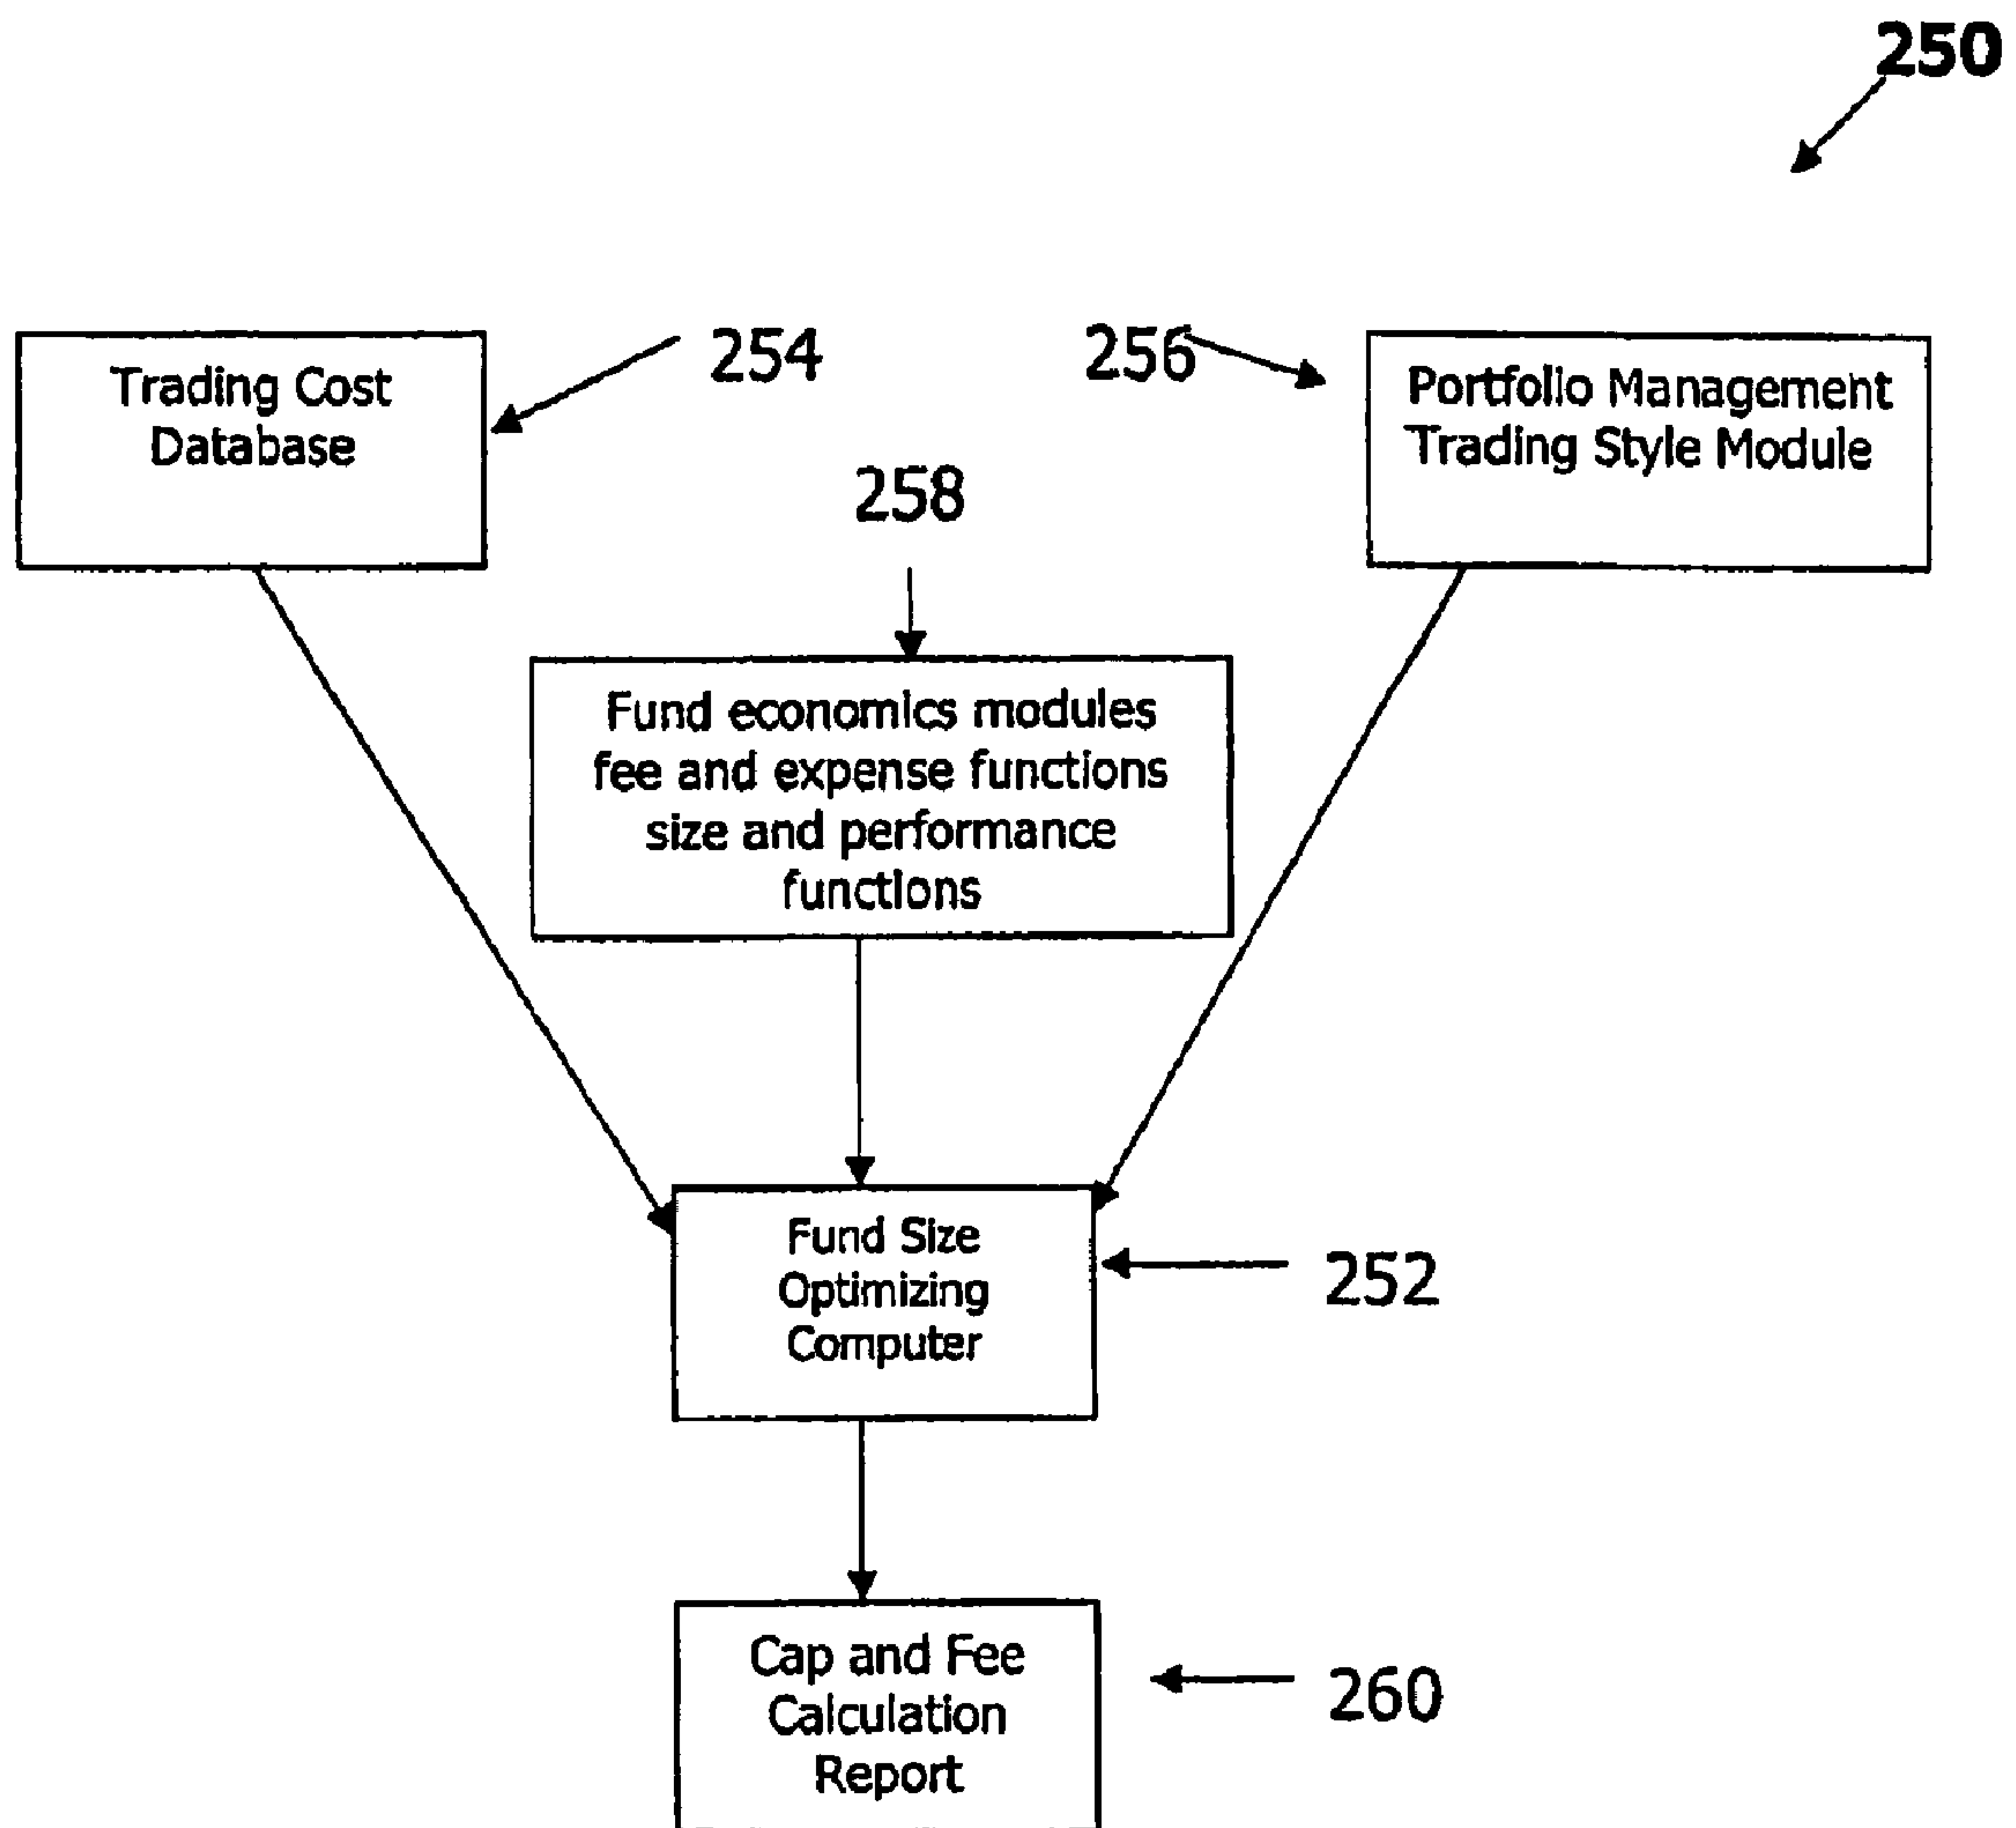 250
Trading Cost
Database
254
256
Portfolio Management
Trading Style Module
258
Fund economics modules
fee and expense functions
size and performance
functions
Fund Size
Optimizing
Computer
252
Cap and Fee
Calculation
Report
260